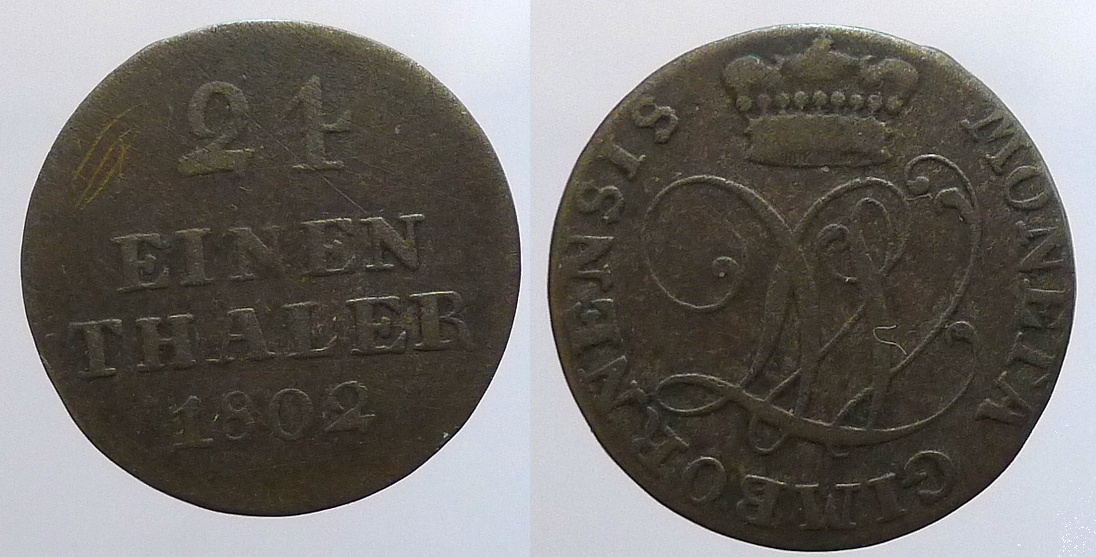 24
EINEN
THALER
1802
MONETA GIMBORNENSIS